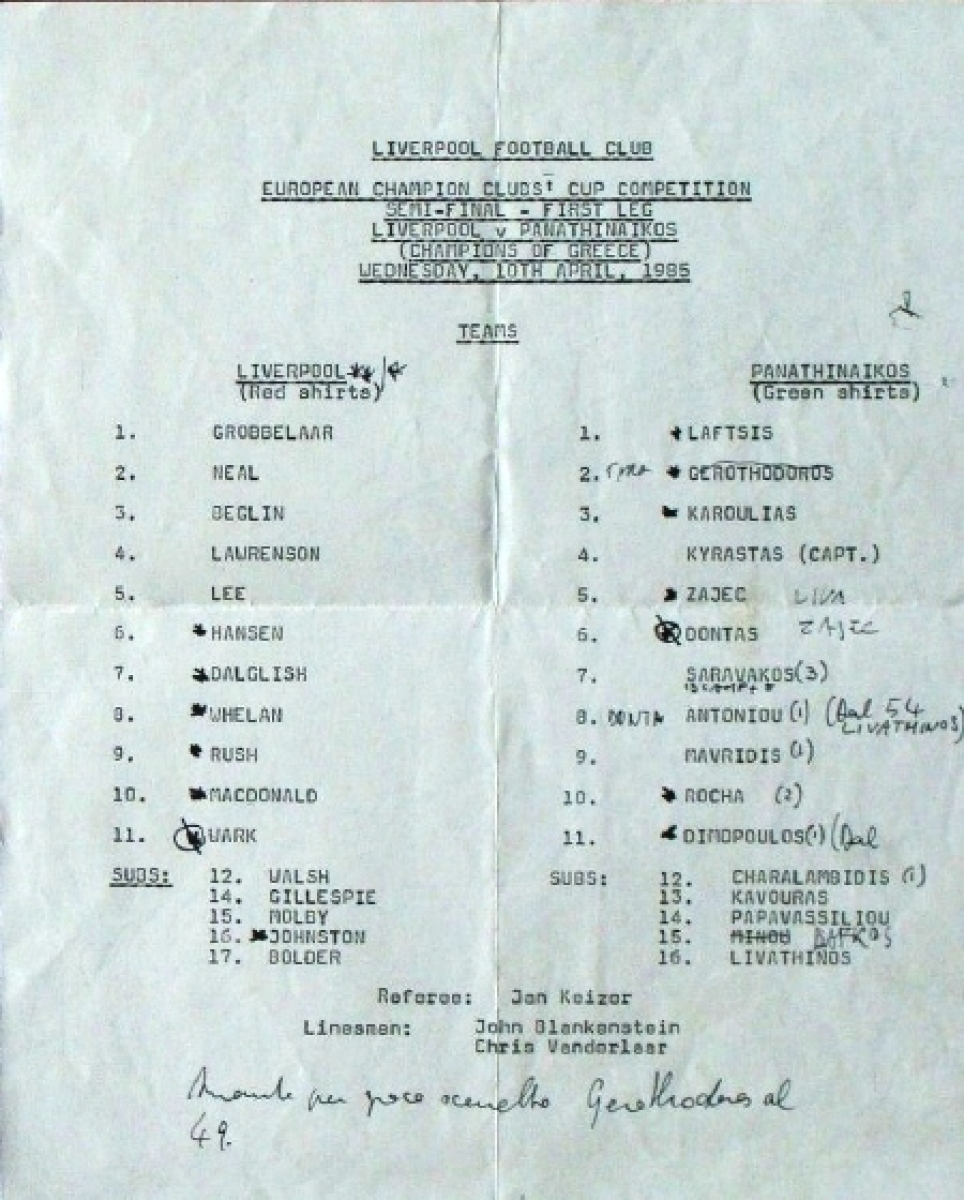 LIVERPOOL FOOTBALL CLUB
EUROPEAN CHAMPION CLUBS' CUP COMPETITION
SEMI-FINAL - FIRST LEG
LIVERPOOL v PANATHINAIKOS
(CHAMPIONS OF GREECE)
WEDNESDAY, 10TH APRIL, 1985
TEAMS
LIVERPOOL PANATHINAIKOS
(Red shirts) (Green shirts)
1. GROBBELAAR 1. LAFTSIS
2. NEAL 2. GEROTHODOROS
3. BEGLIN 3. KAROULIAS
4. LAWRENSON 4. KYRASTAS (CAPT.)
5. LEE 5. ZAJEC
6. HANSEN 6. DONTAS ZAJEC
7. DALGLISH 7. SARAVAKOS (3)
8. WHELAN 8. DONTA ANTONIOU (1) (Dal 54
LIVATHINOS)
9. RUSH 9. MAVRIDIS (1)
10. MACDONALD 10. ROCHA (2)
11. WARK 11. DIMOPOULOS (1) (Dal
SUBS: 12. WALSH SUBS: 12. CHARALAMBIDIS (1)
14. GILLESPIE 13. KAVOURAS
15. MOLBY 14. PAPAVASSILIOU
16. JOHNSTON 15. MINOU
17. BOLDER 16. LIVATHINOS
Referee: Jan Keizer
Linesmen: John Blankenstein
Chris Vanderlaar
per Gerothodoros al
49.